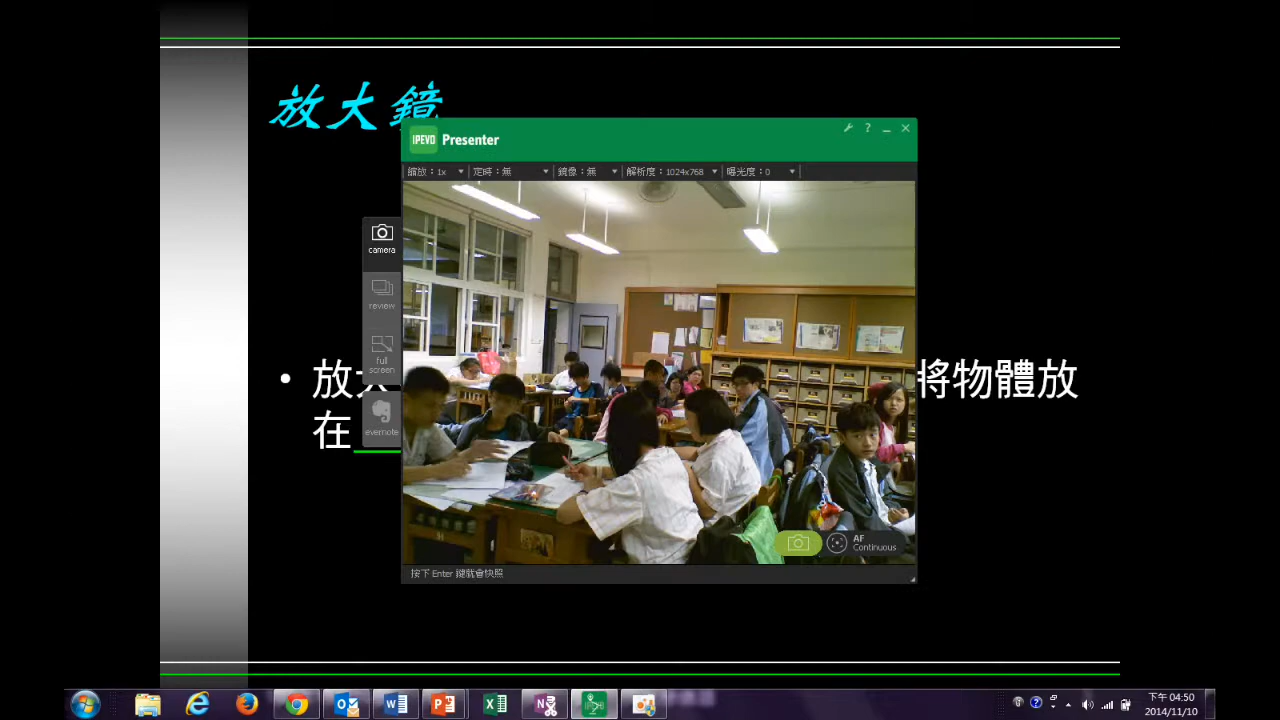 放大鏡
IPEVO Presenter
?
縮放：1x 定時：無 鏡像：無 解析度：1024x768 曝光度：0
camera
review
full
screen
evernote
AF
Continuous
放大
將物體放
在
按下 Enter 鍵就會快照
下午 04:50
2014/11/10